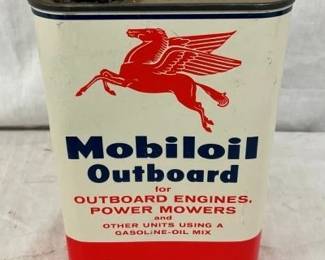 Mobiloil
Outboard
for
OUTBOARD ENGINES,
POWER MOWERS
and
OTHER UNITS USING A
GASOLINE-OIL MIX